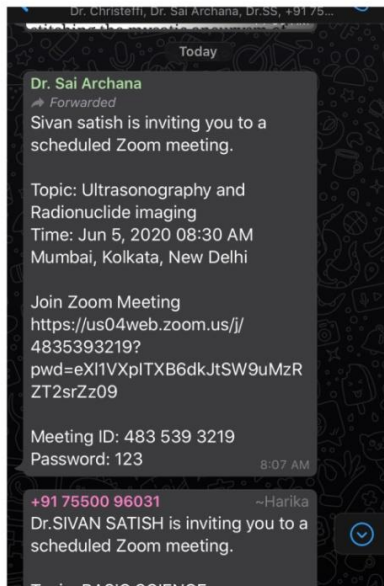 Dr. Christeffi, Dr. Sai Archana, Dr.SS, +91 75...
Today
Dr. Sai Archana
Forwarded
Sivan satish is inviting you to a
scheduled Zoom meeting.
Topic: Ultrasonography and
Radionuclide imaging
Time: Jun 5, 2020 08:30 AM
Mumbai, Kolkata, New Delhi
Join Zoom Meeting
https://us04web.zoom.us/j/
4835393219?
pwd=eXl1VXpITXB6dkJtSW9uMzR
ZT2srZz09
Meeting ID: 483 539 3219
Password: 123
8:07 AM
+91 75500 96031 ~Harika
Dr.SIVAN SATISH is inviting you to a
scheduled Zoom meeting.
Topic: BASIC SCIENCE